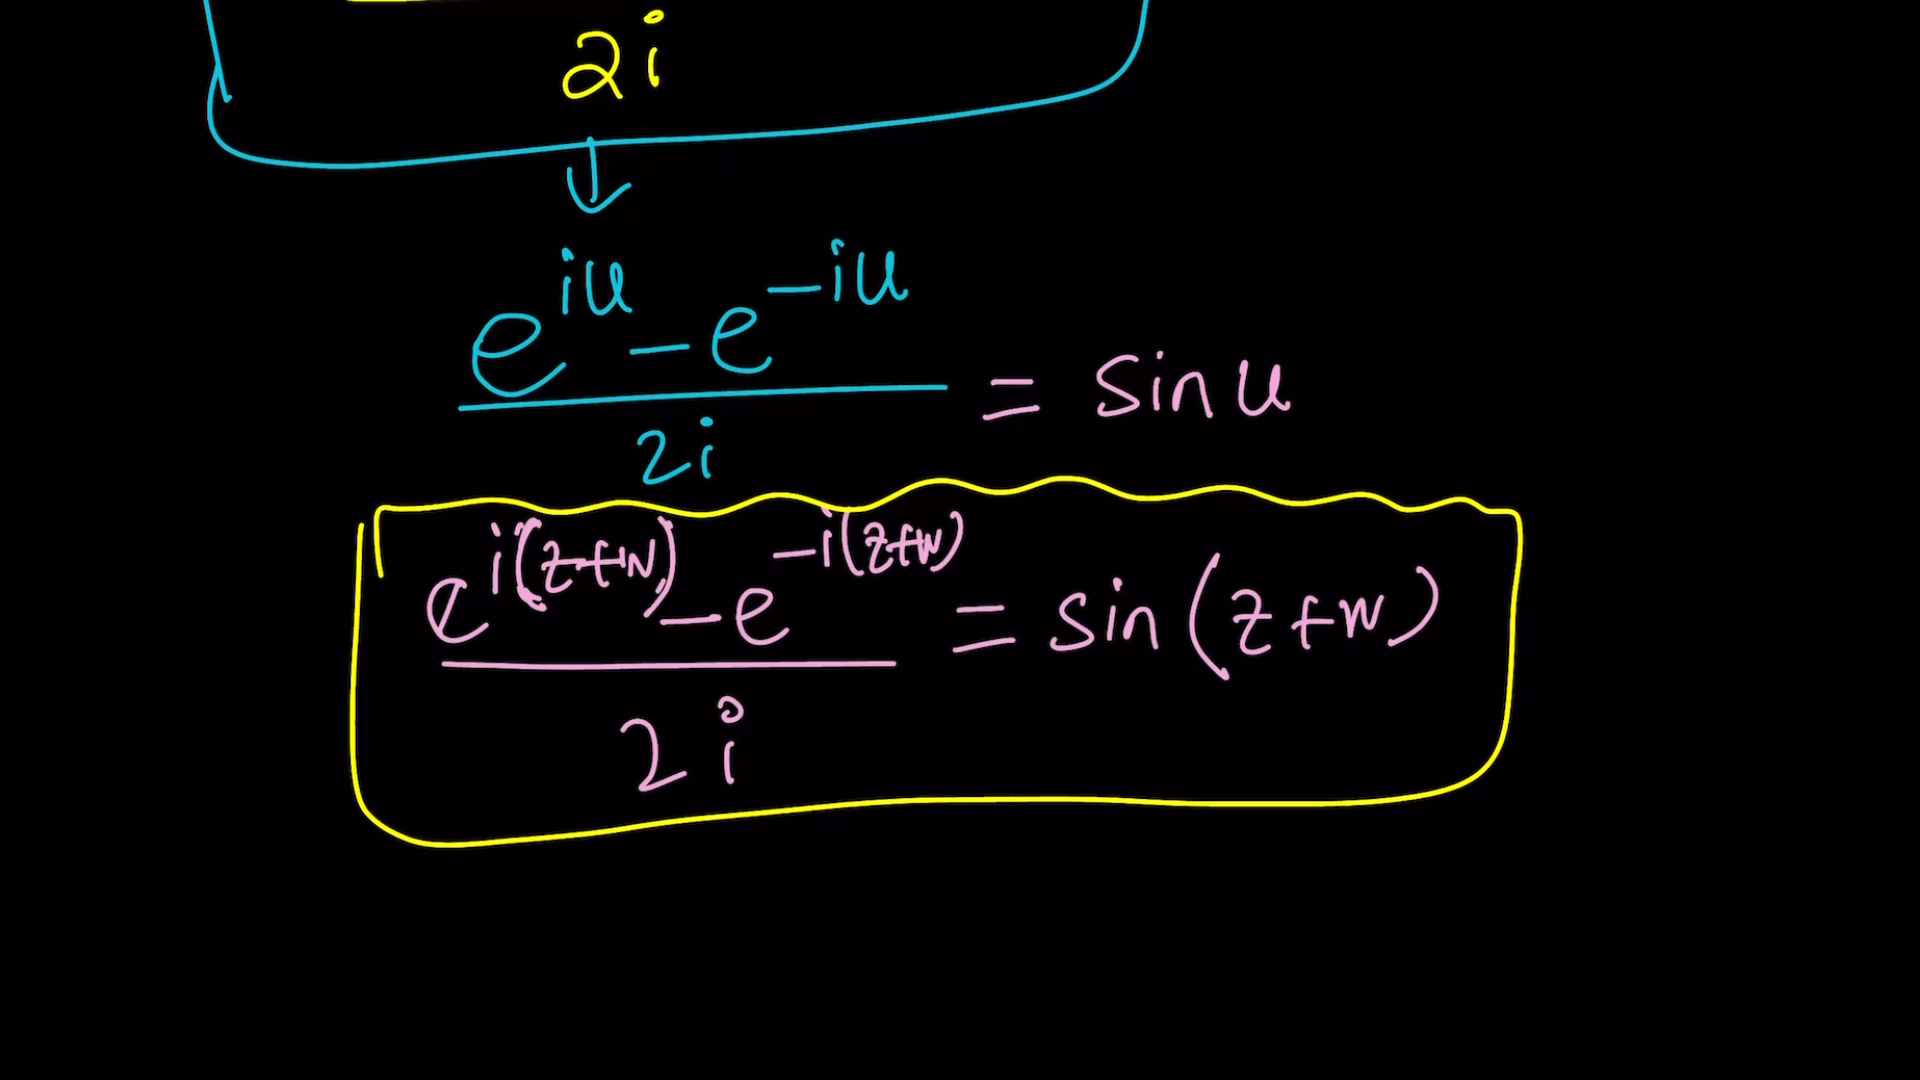 2i
e^{iu} - e^{-iu}
= sin u
2i
e^{i(z+w)} - e^{-i(z+w)}
= sin(z+w)
2i